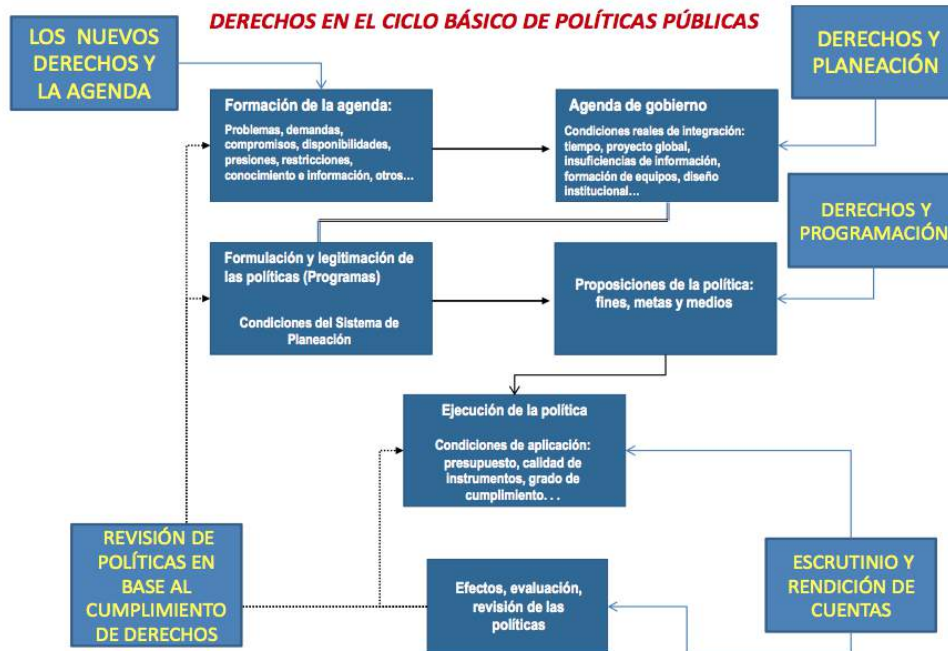 DERECHOS EN EL CICLO BÁSICO DE POLÍTICAS PÚBLICAS
LOS NUEVOS
DERECHOS Y
LA AGENDA
DERECHOS Y
PLANEACIÓN
Formación de la agenda:
Problemas, demandas,
compromisos, disponibilidades,
presiones, restricciones,
conocimiento e información, otros...
Agenda de gobierno
Condiciones reales de integración:
tiempo, proyecto global,
insuficiencias de información,
formación de equipos, diseño
institucional...
DERECHOS Y
PROGRAMACIÓN
Formulación y legitimación de
las políticas (Programas)
Condiciones del Sistema de
Planeación
Proposiciones de la política:
fines, metas y medios
Ejecución de la política
Condiciones de aplicación:
presupuesto, calidad de
instrumentos, grado de
cumplimiento. . .
REVISIÓN DE
POLÍTICAS EN
BASE AL
CUMPLIMIENTO
DE DERECHOS
Efectos, evaluación,
revisión de las
políticas
ESCRUTINIO Y
RENDICIÓN DE
CUENTAS